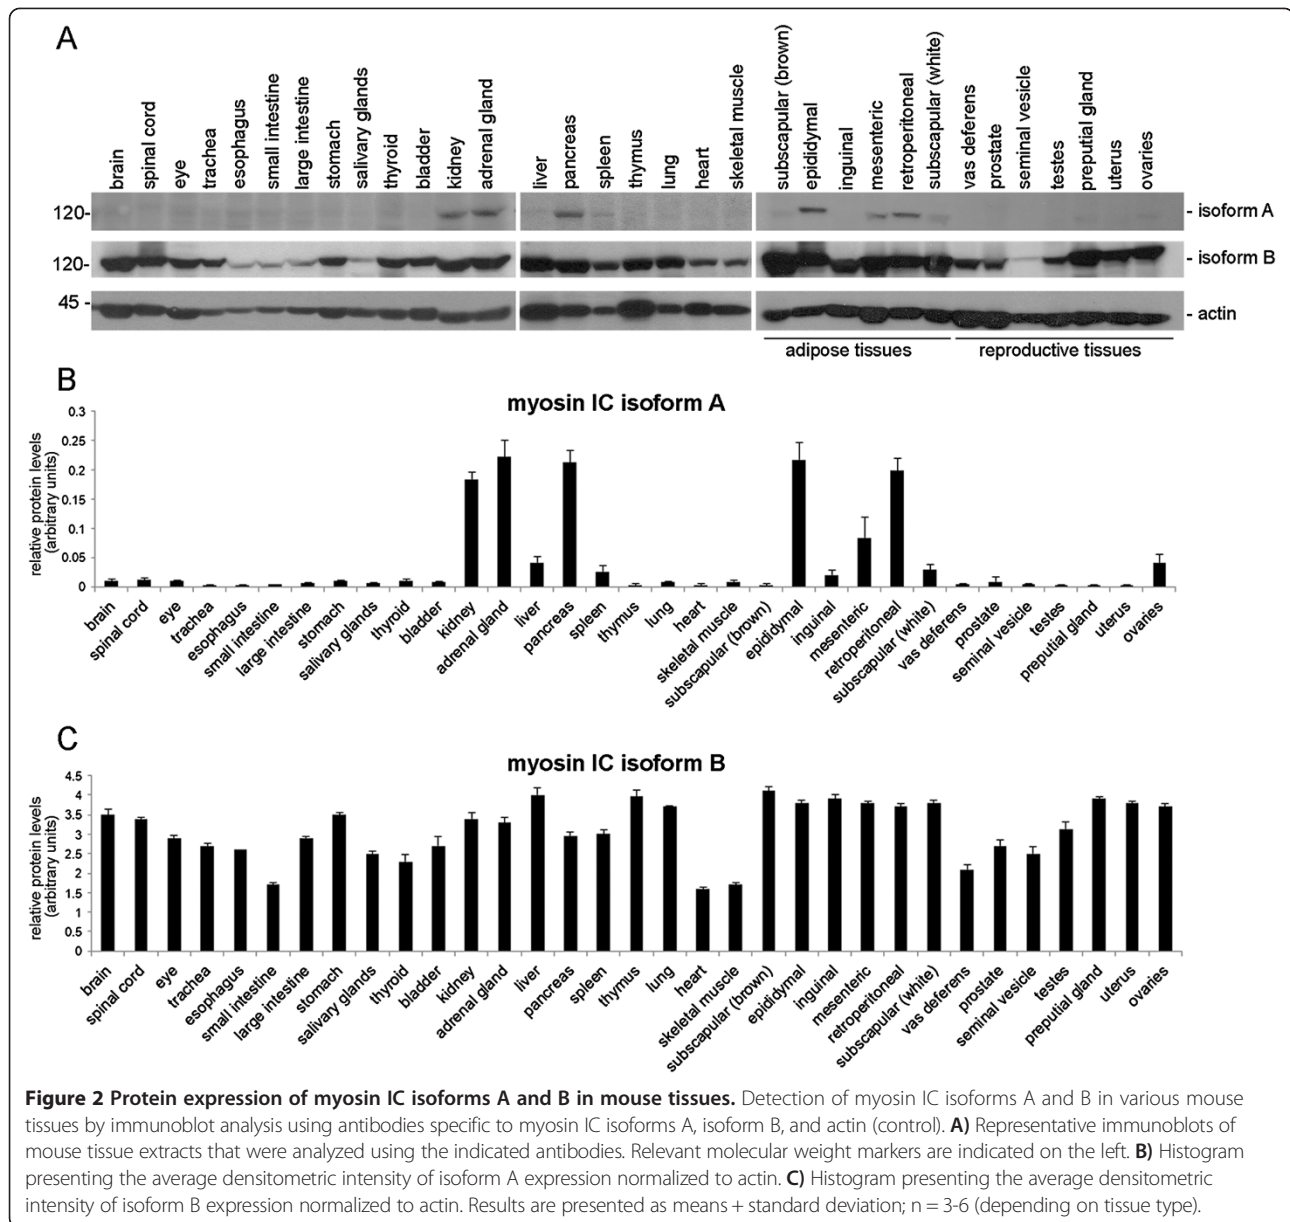 A
brain
spinal cord
eye
trachea
esophagus
small intestine
large intestine
stomach
salivary glands
thyroid
bladder
kidney
adrenal gland
liver
pancreas
spleen
thymus
lung
heart
skeletal muscle
subscapular (brown)
epididymal
inguinal
mesenteric
retroperitoneal
subscapular (white)
vas deferens
prostate
seminal vesicle
testes
preputial gland
uterus
ovaries
120-
- isoform A
120-
- isoform B
45 -
- actin
adipose tissues
reproductive tissues
B
myosin IC isoform A
relative protein levels
(arbitrary units)
0.3
0.25
0.2
0.15
0.1
0.05
0
brain
spinal cord
eye
trachea
esophagus
small intestine
large intestine
stomach
salivary glands
thyroid
bladder
kidney
adrenal gland
liver
pancreas
spleen
thymus
lung
heart
skeletal muscle
subscapular (brown)
epididymal
inguinal
mesenteric
retroperitoneal
subscapular (white)
vas deferens
prostate
seminal vesicle
testes
preputial gland
uterus
ovaries
C
myosin IC isoform B
relative protein levels
(arbitrary units)
4.5
4
3.5
3
2.5
2
1.5
1
0.5
0
brain
spinal cord
eye
trachea
esophagus
small intestine
large intestine
stomach
salivary glands
thyroid
bladder
kidney
adrenal gland
liver
pancreas
spleen
thymus
lung
heart
skeletal muscle
subscapular (brown)
epididymal
inguinal
mesenteric
retroperitoneal
subscapular (white)
vas deferens
prostate
seminal vesicle
testes
preputial gland
uterus
ovaries
Figure 2 Protein expression of myosin IC isoforms A and B in mouse tissues. Detection of myosin IC isoforms A and B in various mouse
tissues by immunoblot analysis using antibodies specific to myosin IC isoforms A, isoform B, and actin (control). A) Representative immunoblots of
mouse tissue extracts that were analyzed using the indicated antibodies. Relevant molecular weight markers are indicated on the left. B) Histogram
presenting the average densitometric intensity of isoform A expression normalized to actin. C) Histogram presenting the average densitometric
intensity of isoform B expression normalized to actin. Results are presented as means + standard deviation; n = 3-6 (depending on tissue type).